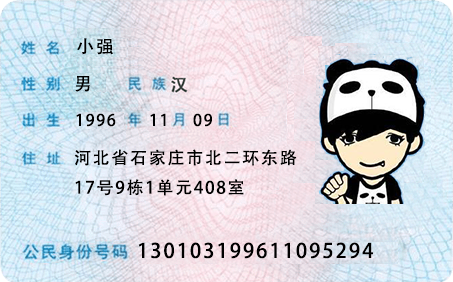 姓名 小强
性别 男 民族 汉
出生 1996 年 11 月 09 日
住址 河北省石家庄市北二环东路
17号9栋1单元408室
公民身份号码 130103199611095294